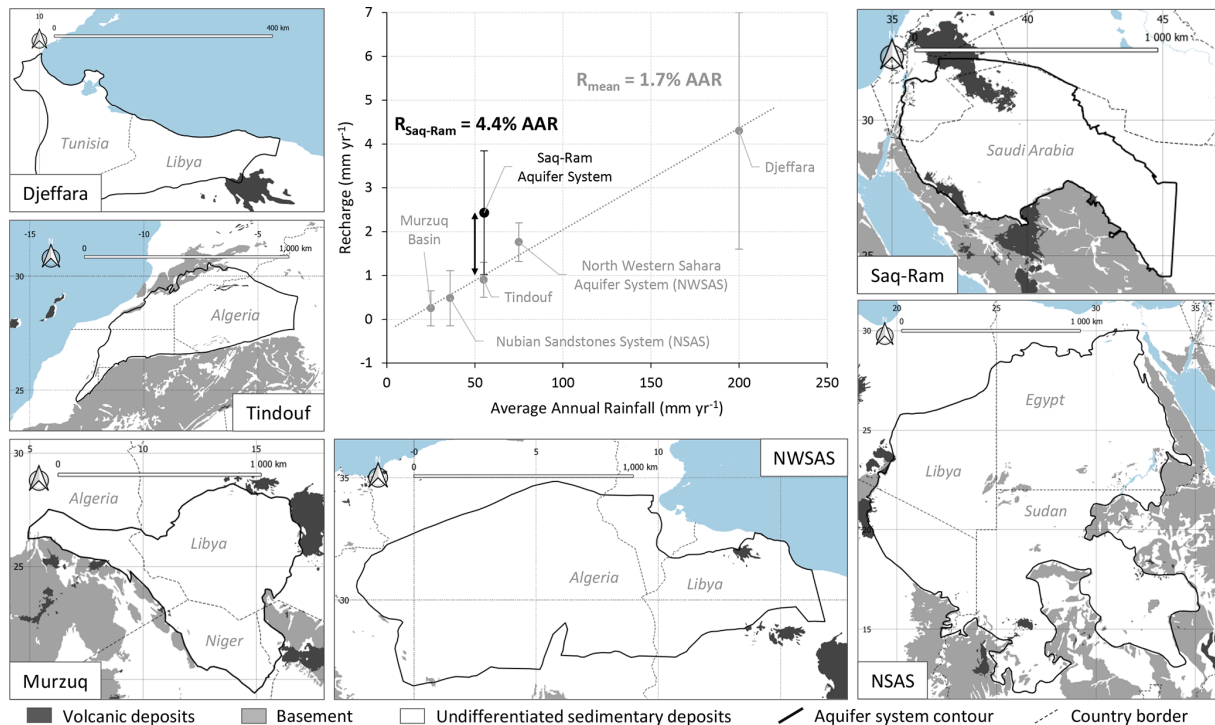 10
0
400 km
N
Tunisia
Libya
Djeffara
-15
-10
-5
0
1,000 km
N
30
25
Algeria
Tindouf
5
10
15
30
0
1 000 km
N
Algeria
Libya
25
Niger
Murzuq
7
6
5
4
3
2
1
0
-1
Recharge (mm yr⁻¹)
Rmean = 1.7% AAR
RSaq-Ram = 4.4% AAR
Saq-Ram
Aquifer System
Djeffara
Murzuq
Basin
North Western Sahara
Aquifer System (NWSAS)
Tindouf
Nubian Sandstones System (NSAS)
0
50
100
150
200
250
Average Annual Rainfall (mm yr⁻¹)
35
40
45
0
1 000 km
N
30
Saudi Arabia
25
Saq-Ram
-0
5
10
0
1,000 km
N
35
NWSAS
Algeria
Libya
30
20
25
30
35
30
0
1 000 km
N
Egypt
25
Libya
Sudan
20
15
NSAS
Volcanic deposits
Basement
Undifferentiated sedimentary deposits
Aquifer system contour
Country border